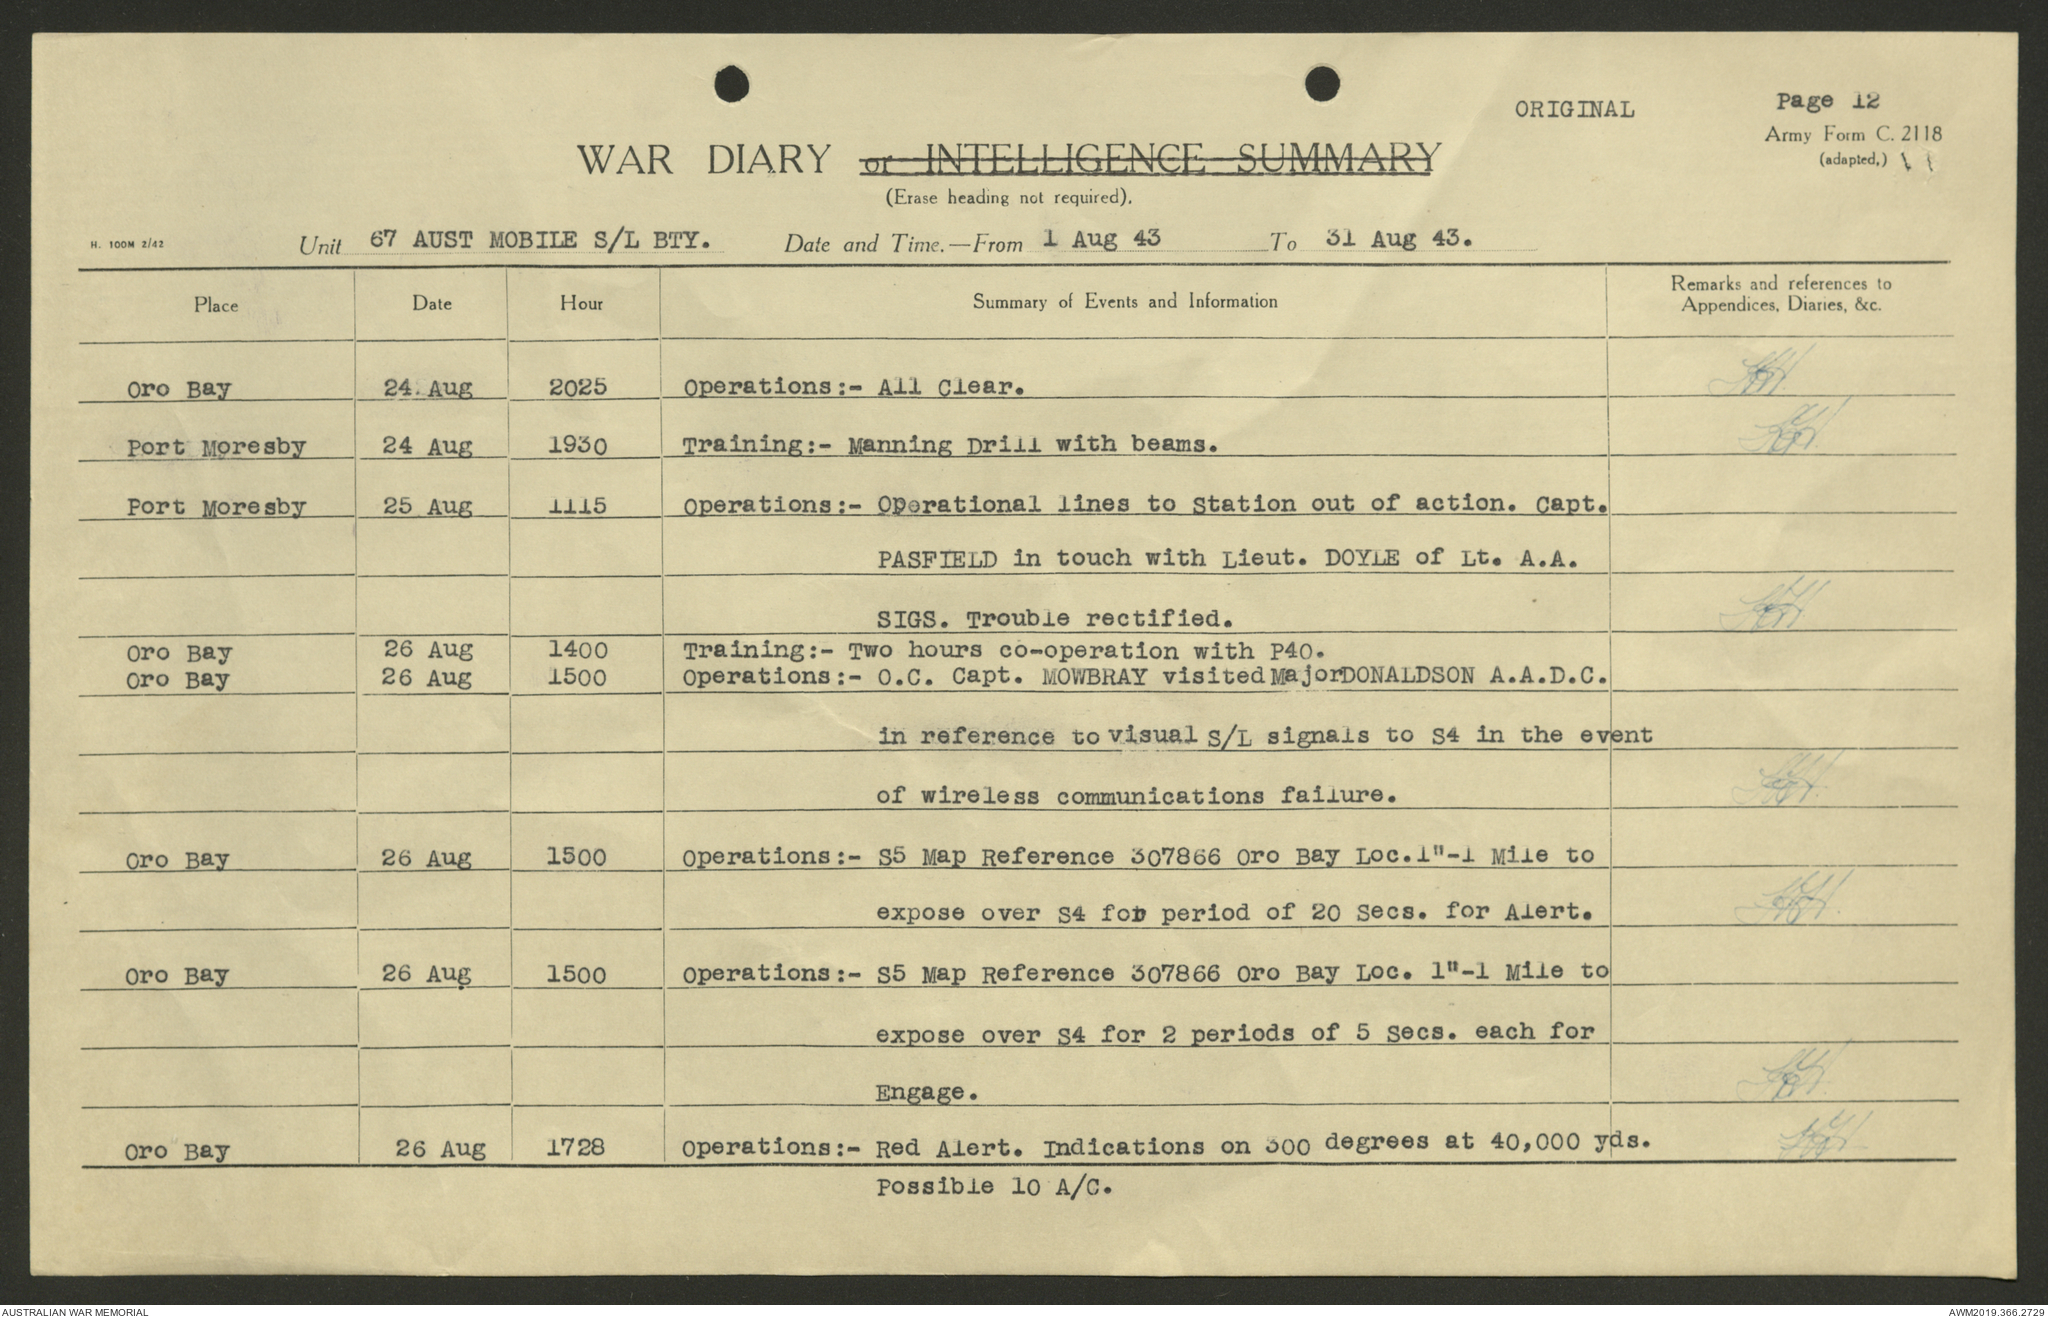 ORIGINAL
Page 12
Army Form C. 2118
(adapted,)
WAR DIARY or INTELLIGENCE SUMMARY
(Erase heading not required).
H. 100M 2/42
Unit 67 AUST MOBILE S/L BTY. Date and Time.—From 1 Aug 43 To 31 Aug 43.
Place Date Hour Summary of Events and Information Remarks and references to
Appendices, Diaries, &c.
Oro Bay 24 Aug 2025 Operations:- All Clear.
Port Moresby 24 Aug 1930 Training:- Manning Drill with beams.
Port Moresby 25 Aug 1115 Operations:- Operational lines to Station out of action. Capt.
PASFIELD in touch with Lieut. DOYLE of Lt. A.A.
SIGS. Trouble rectified.
Oro Bay 26 Aug 1400 Training:- Two hours co-operation with P40.
Oro Bay 26 Aug 1500 Operations:- O.C. Capt. MOWBRAY visited Major DONALDSON A.A.D.C.
in reference to visual S/L signals to S4 in the event
of wireless communications failure.
Oro Bay 26 Aug 1500 Operations:- S5 Map Reference 307866 Oro Bay Loc.1"-1 Mile to
expose over S4 for period of 20 Secs. for Alert.
Oro Bay 26 Aug 1500 Operations:- S5 Map Reference 307866 Oro Bay Loc. 1"-1 Mile to
expose over S4 for 2 periods of 5 Secs. each for
Engage.
Oro Bay 26 Aug 1728 Operations:- Red Alert. Indications on 300 degrees at 40,000 yds.
Possible 10 A/C.
AUSTRALIAN WAR MEMORIAL
AWM2019.366.2729